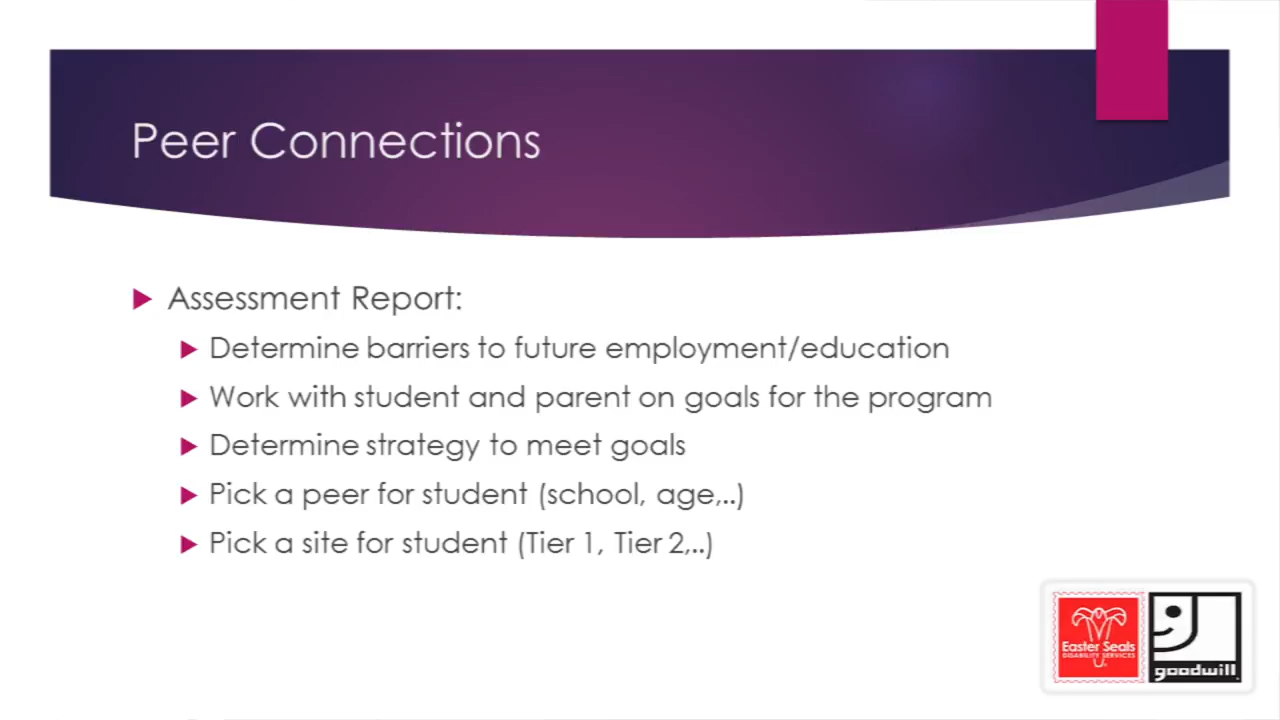 Peer Connections
Assessment Report:
Determine barriers to future employment/education
Work with student and parent on goals for the program
Determine strategy to meet goals
Pick a peer for student (school, age,..)
Pick a site for student (Tier 1, Tier 2,..)
Easter Seals
DISABILITY SERVICES
goodwill